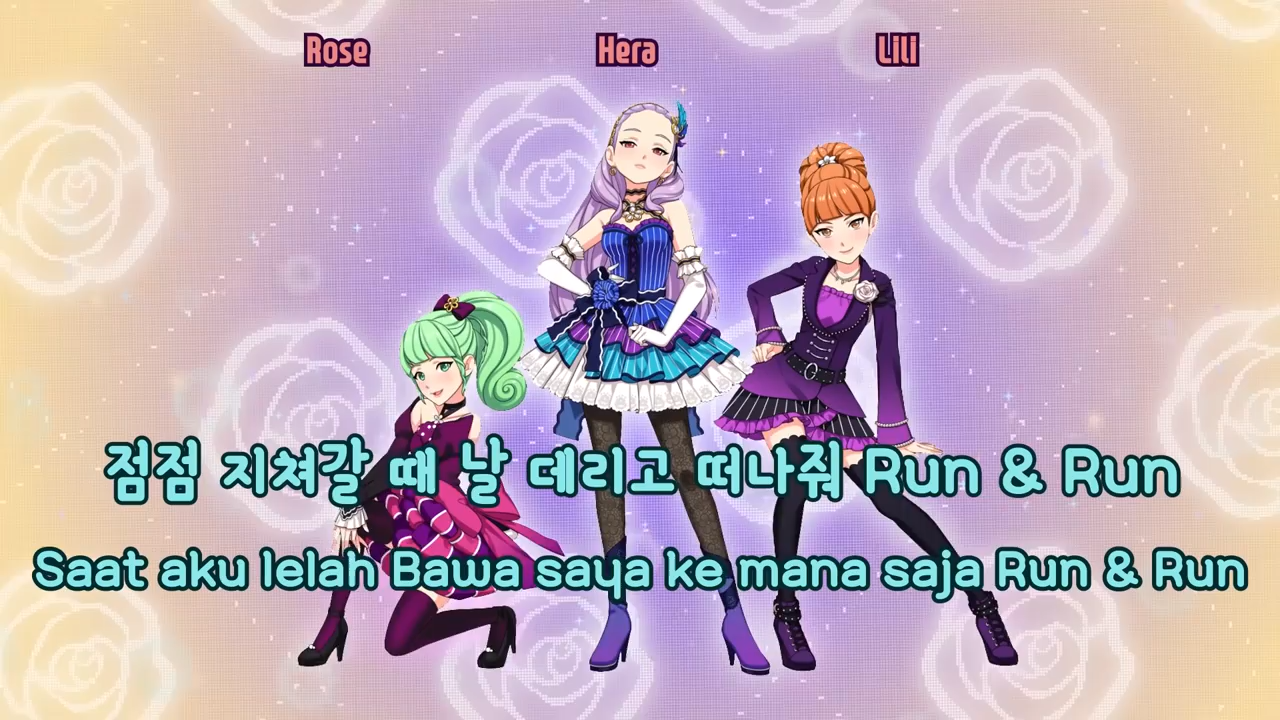 Rose Hera Lili
점점 지쳐갈 때 날 데리고 떠나줘 Run & Run
Saat aku lelah Bawa saya ke mana saja Run & Run